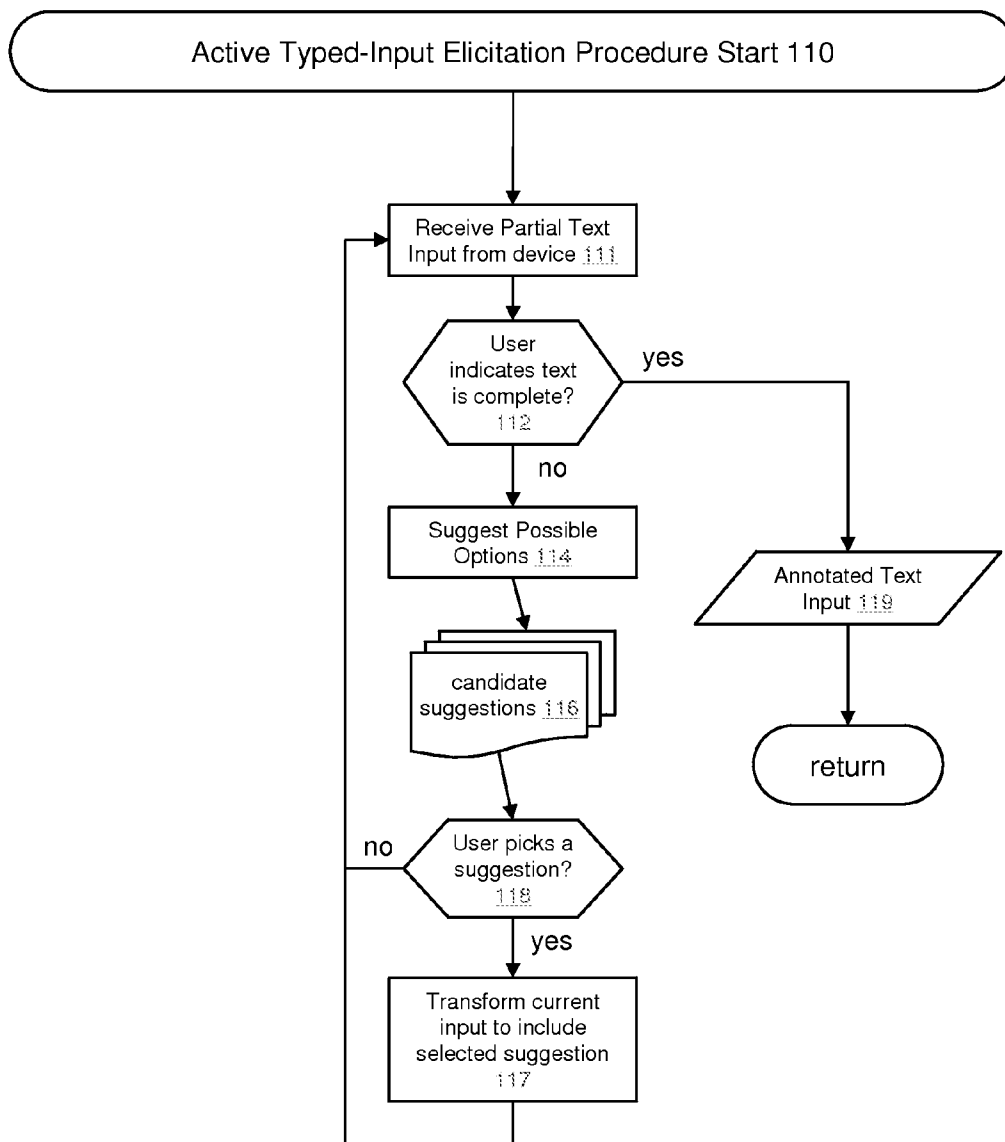 Active Typed-Input Elicitation Procedure Start 110
Receive Partial Text
Input from device 111
User
indicates text
is complete?
112
yes
no
Suggest Possible
Options 114
Annotated Text
Input 119
candidate
suggestions 116
return
User picks a
suggestion?
118
no
yes
Transform current
input to include
selected suggestion
117